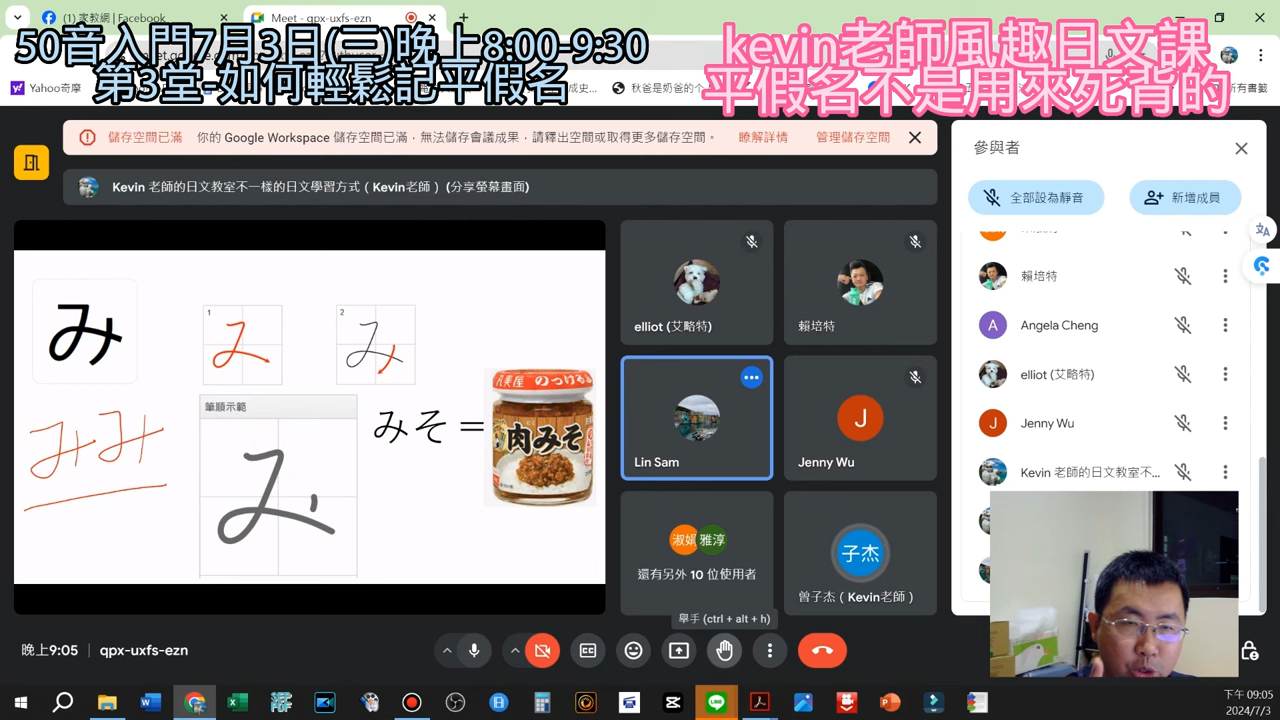 家教網 | Facebook
Meet - qpx-uxfs-ezn
50音入門7月3日(三)晚上8:00-9:30
第3堂-如何輕鬆記平假名
kevin老師風趣日文課
平假名不是用來死背的
Yahoo奇摩
秋爸是奶爸的个
所有書籤
儲存空間已滿 你的 Google Workspace 儲存空間已滿，無法儲存會議成果，請釋出空間或取得更多儲存空間。 瞭解詳情 管理儲存空間
Kevin 老師的日文教室不一樣的日文學習方式 ( Kevin老師 ) (分享螢幕畫面)
み
1
2
筆順示範
み
みみ
みそ＝
丸美屋 のっける
肉みそ
elliot (艾略特)
賴培特
Lin Sam
J
Jenny Wu
淑娟 雅淳
還有另外 10 位使用者
子杰
曾子杰 ( Kevin老師 )
舉手 (ctrl + alt + h)
參與者
全部設為靜音
新增成員
賴培特
A
Angela Cheng
elliot (艾略特)
J
Jenny Wu
Kevin 老師的日文教室不...
晚上9:05 | qpx-uxfs-ezn
下午 09:05
2024/7/3